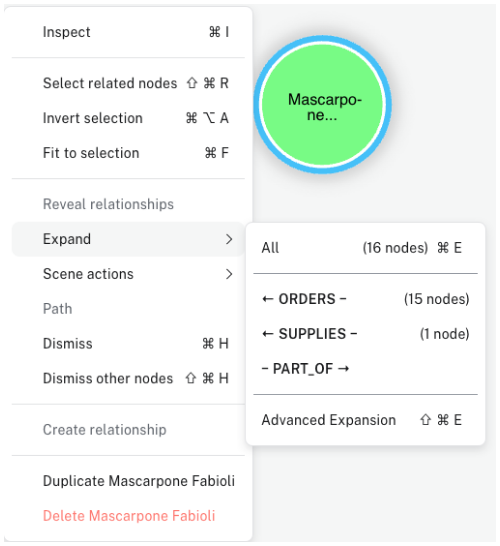 Inspect ⌘ I
Select related nodes ⇧ ⌘ R
Invert selection ⌘ ⌥ A
Fit to selection ⌘ F
Reveal relationships
Expand
Scene actions
Path
Dismiss ⌘ H
Dismiss other nodes ⇧ ⌘ H
Create relationship
Duplicate Mascarpone Fabioli
Delete Mascarpone Fabioli
Mascarpo-
ne...
All (16 nodes) ⌘ E
← ORDERS – (15 nodes)
← SUPPLIES – (1 node)
– PART_OF →
Advanced Expansion ⇧ ⌘ E